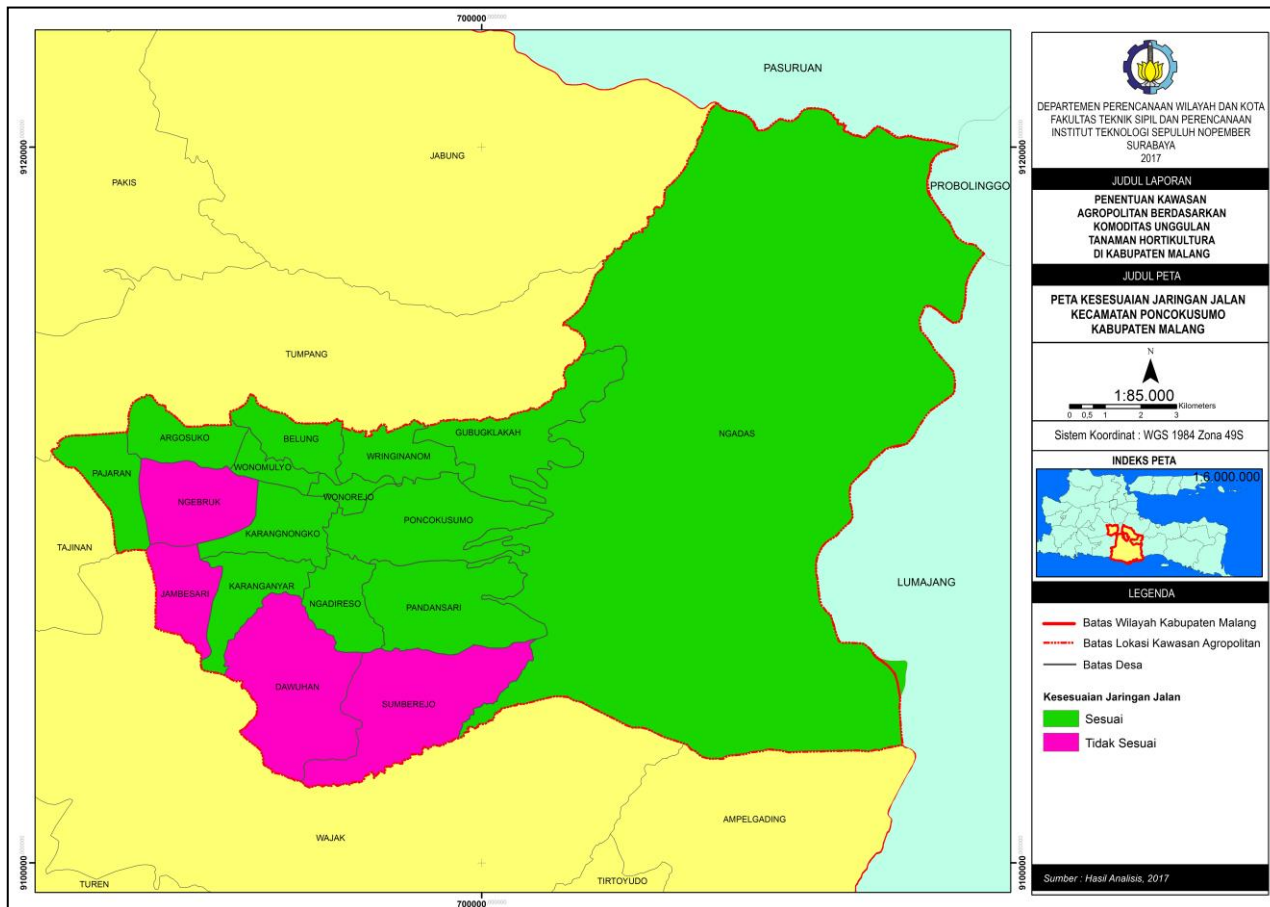 700000
PASURUAN
JABUNG
9120000
9120000
PAKIS
PROBOLINGGO
TUMPANG
ARGOSUKO
BELUNG
GUBUGKLAKAH
NGADAS
WRINGINANOM
PAJARAN
WONOMULYO
NGEBRUK
WONOREJO
PONCOKUSUMO
KARANGNONGKO
TAJINAN
LUMAJANG
JAMBESARI
KARANGANYAR
NGADIRESO
PANDANSARI
DAWUHAN
SUMBEREJO
AMPELGADING
WAJAK
9100000
9100000
TUREN
TIRTOYUDO
700000
DEPARTEMEN PERENCANAAN WILAYAH DAN KOTA
FAKULTAS TEKNIK SIPIL DAN PERENCANAAN
INSTITUT TEKNOLOGI SEPULUH NOPEMBER
SURABAYA
2017
JUDUL LAPORAN
PENENTUAN KAWASAN
AGROPOLITAN BERDASARKAN
KOMODITAS UNGGULAN
TANAMAN HORTIKULTURA
DI KABUPATEN MALANG
JUDUL PETA
PETA KESESUAIAN JARINGAN JALAN
KECAMATAN PONCOKUSUMO
KABUPATEN MALANG
N
1:85.000
Kilometers
0 0,5 1 2 3
Sistem Koordinat : WGS 1984 Zona 49S
INDEKS PETA
1:6.000.000
LEGENDA
Batas Wilayah Kabupaten Malang
Batas Lokasi Kawasan Agropolitan
Batas Desa
Kesesuaian Jaringan Jalan
Sesuai
Tidak Sesuai
Sumber : Hasil Analisis, 2017